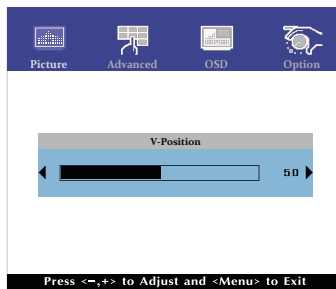 Picture Advanced OSD Option
V-Position
50
Press <-,+> to Adjust and <Menu> to Exit